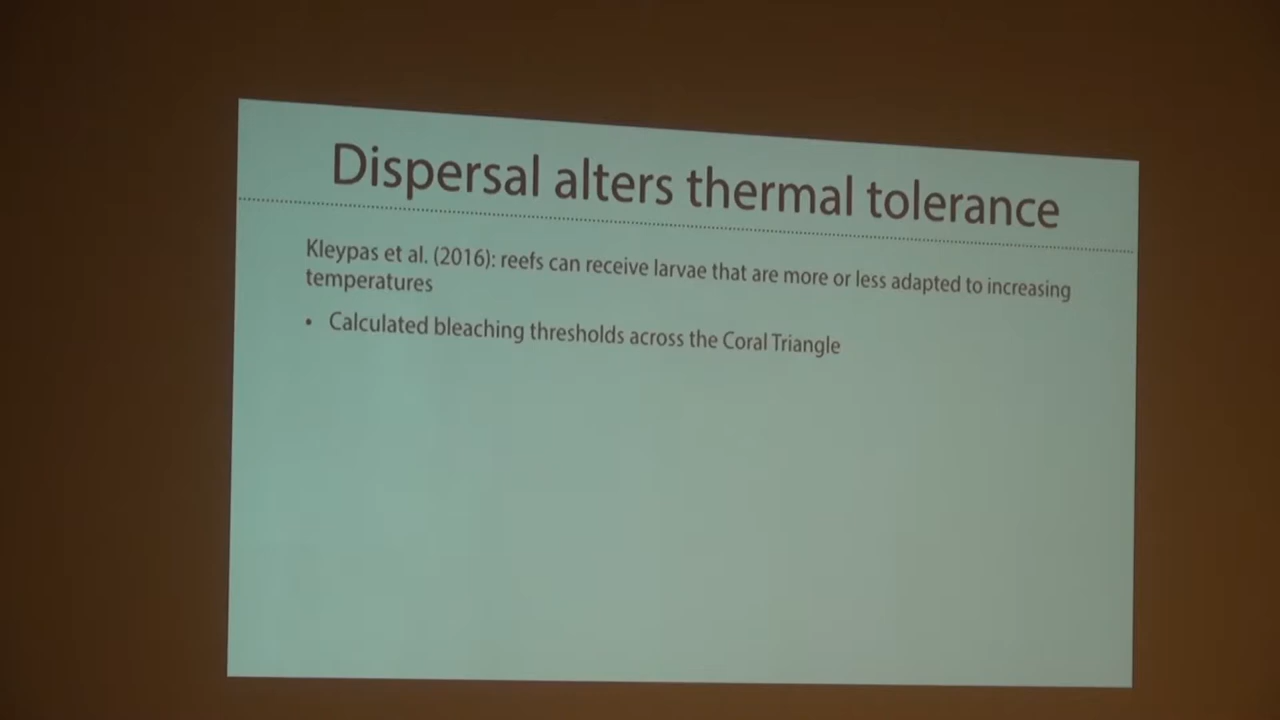 Dispersal alters thermal tolerance
Kleypas et al. (2016): reefs can receive larvae that are more or less adapted to increasing
temperatures
• Calculated bleaching thresholds across the Coral Triangle